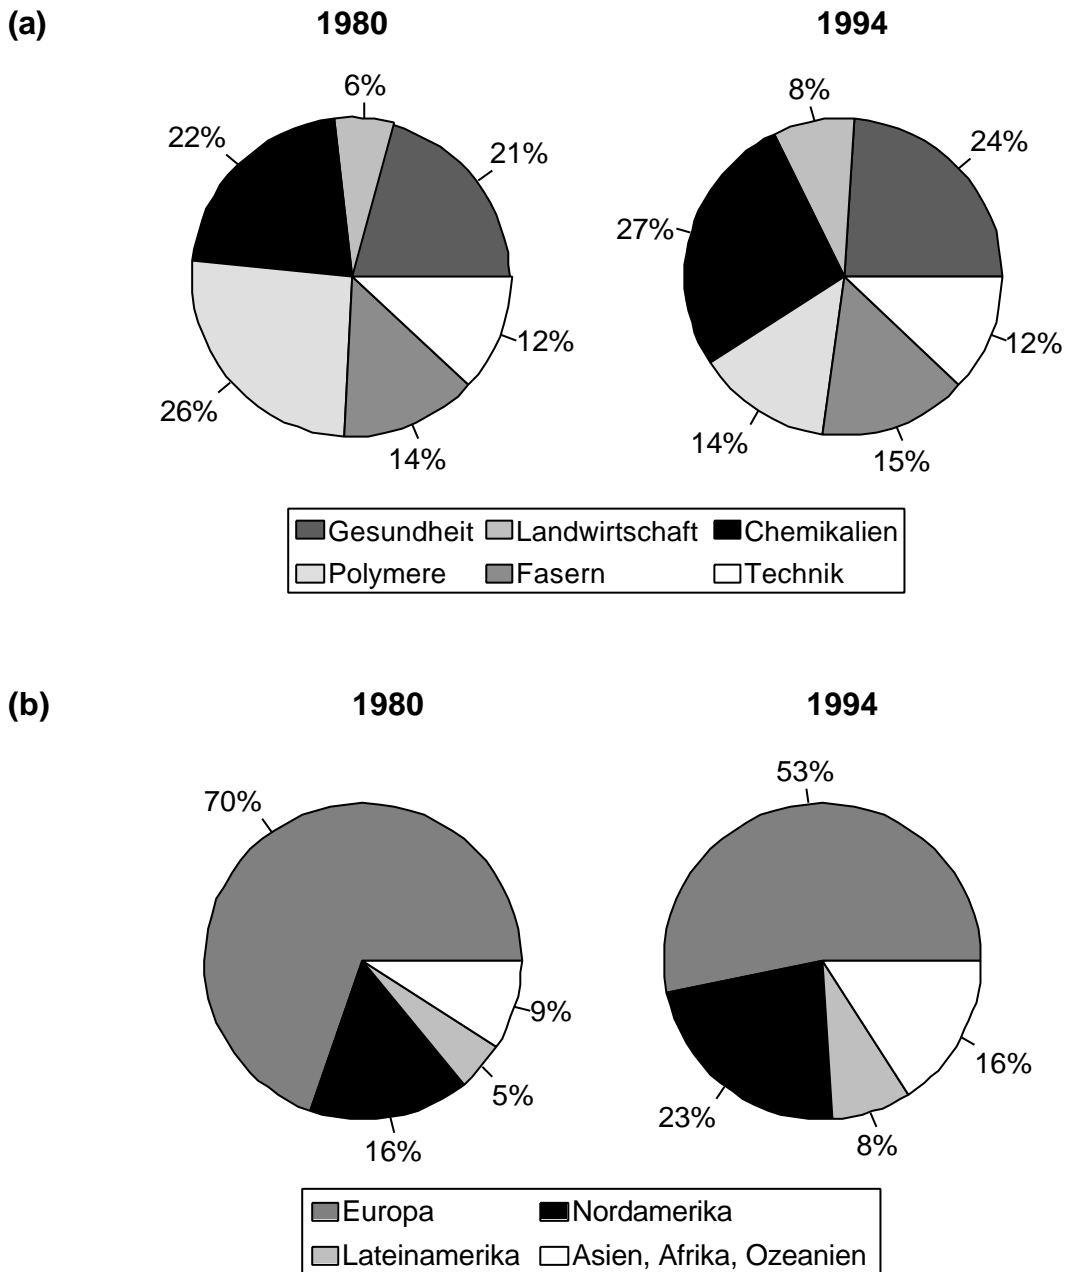 (a)
1980 1994
6% 8%
22% 21% 24%
27%
12% 12%
26% 14%
14% 15%
Gesundheit Landwirtschaft Chemikalien
Polymere Fasern Technik
(b)
1980 1994
70% 53%
9%
5% 16%
16% 23% 8%
Europa Nordamerika
Lateinamerika Asien, Afrika, Ozeanien